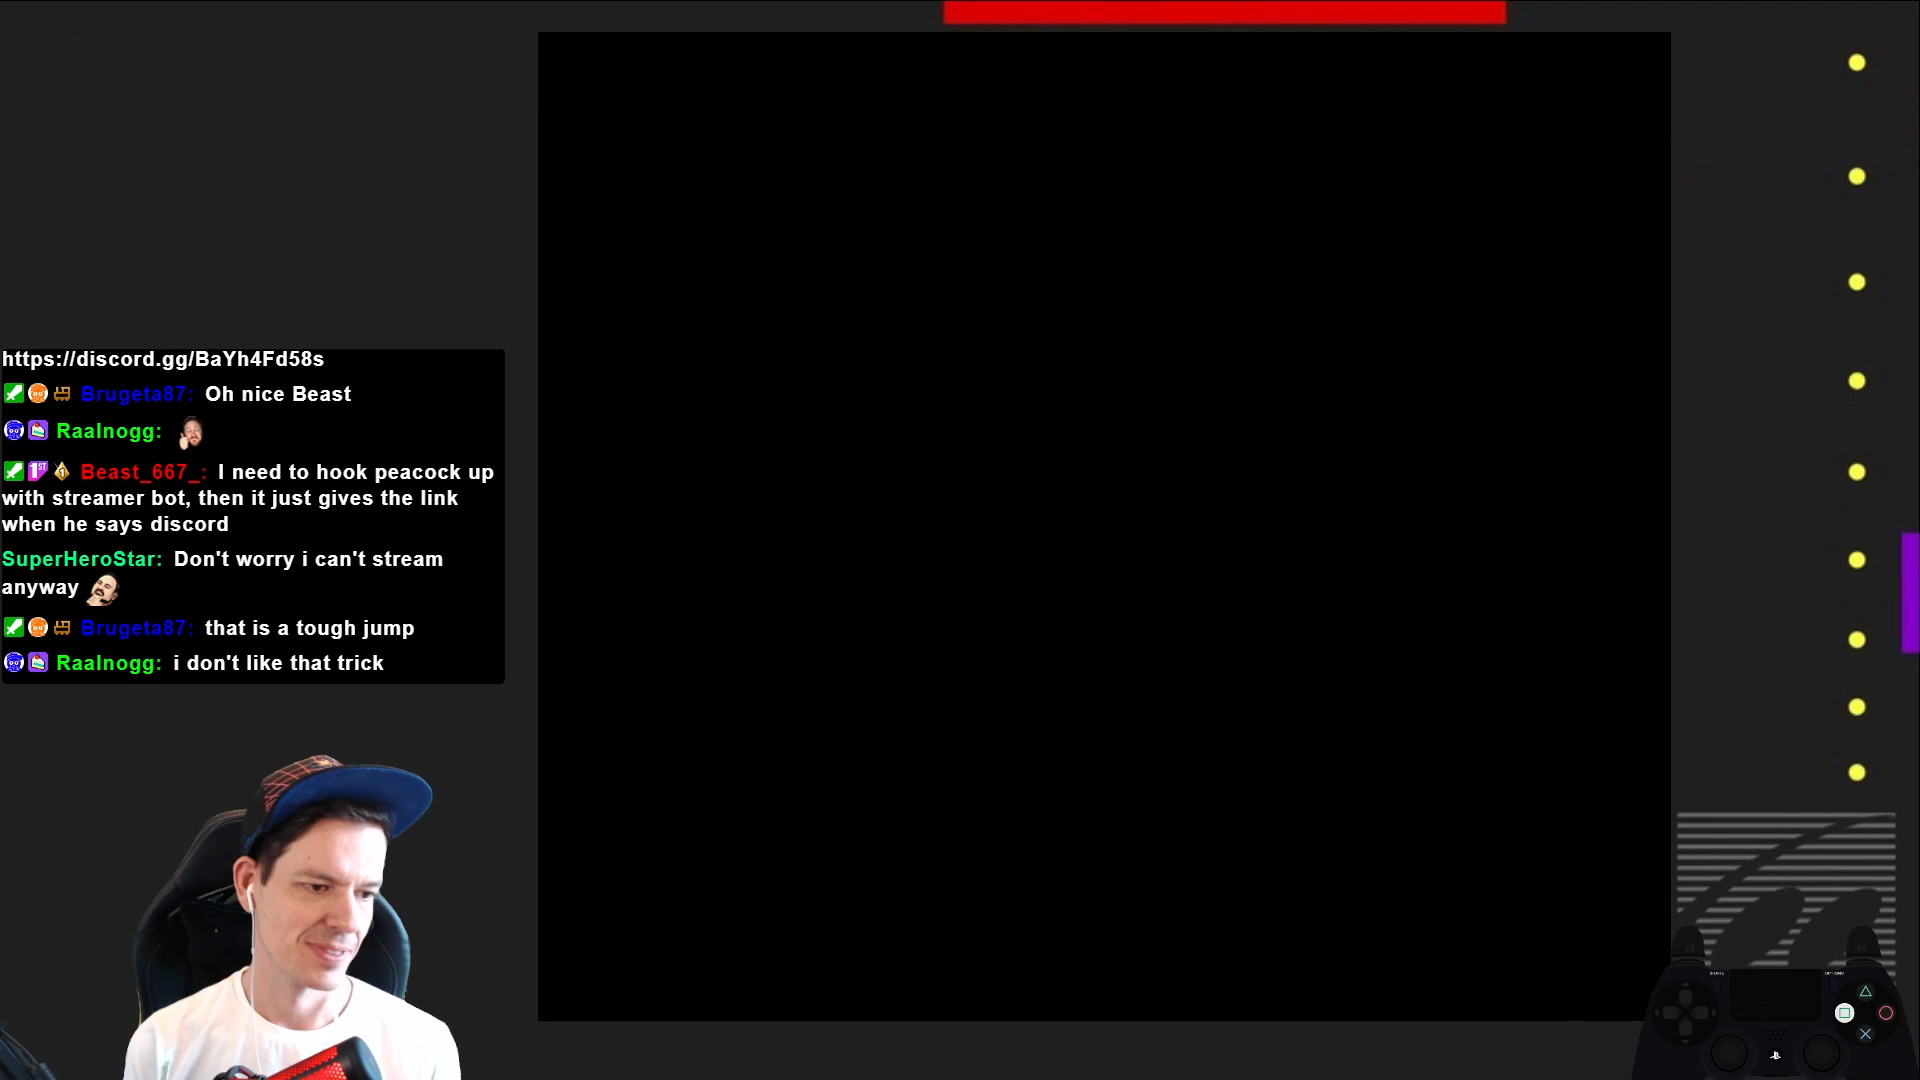 https://discord.gg/BaYh4Fd58s
Brugeta87: Oh nice Beast
Raalnogg:
Beast_667_: I need to hook peacock up
with streamer bot, then it just gives the link
when he says discord
SuperHeroStar: Don't worry i can't stream
anyway
Brugeta87: that is a tough jump
Raalnogg: i don't like that trick
SHARE
OPTIONS